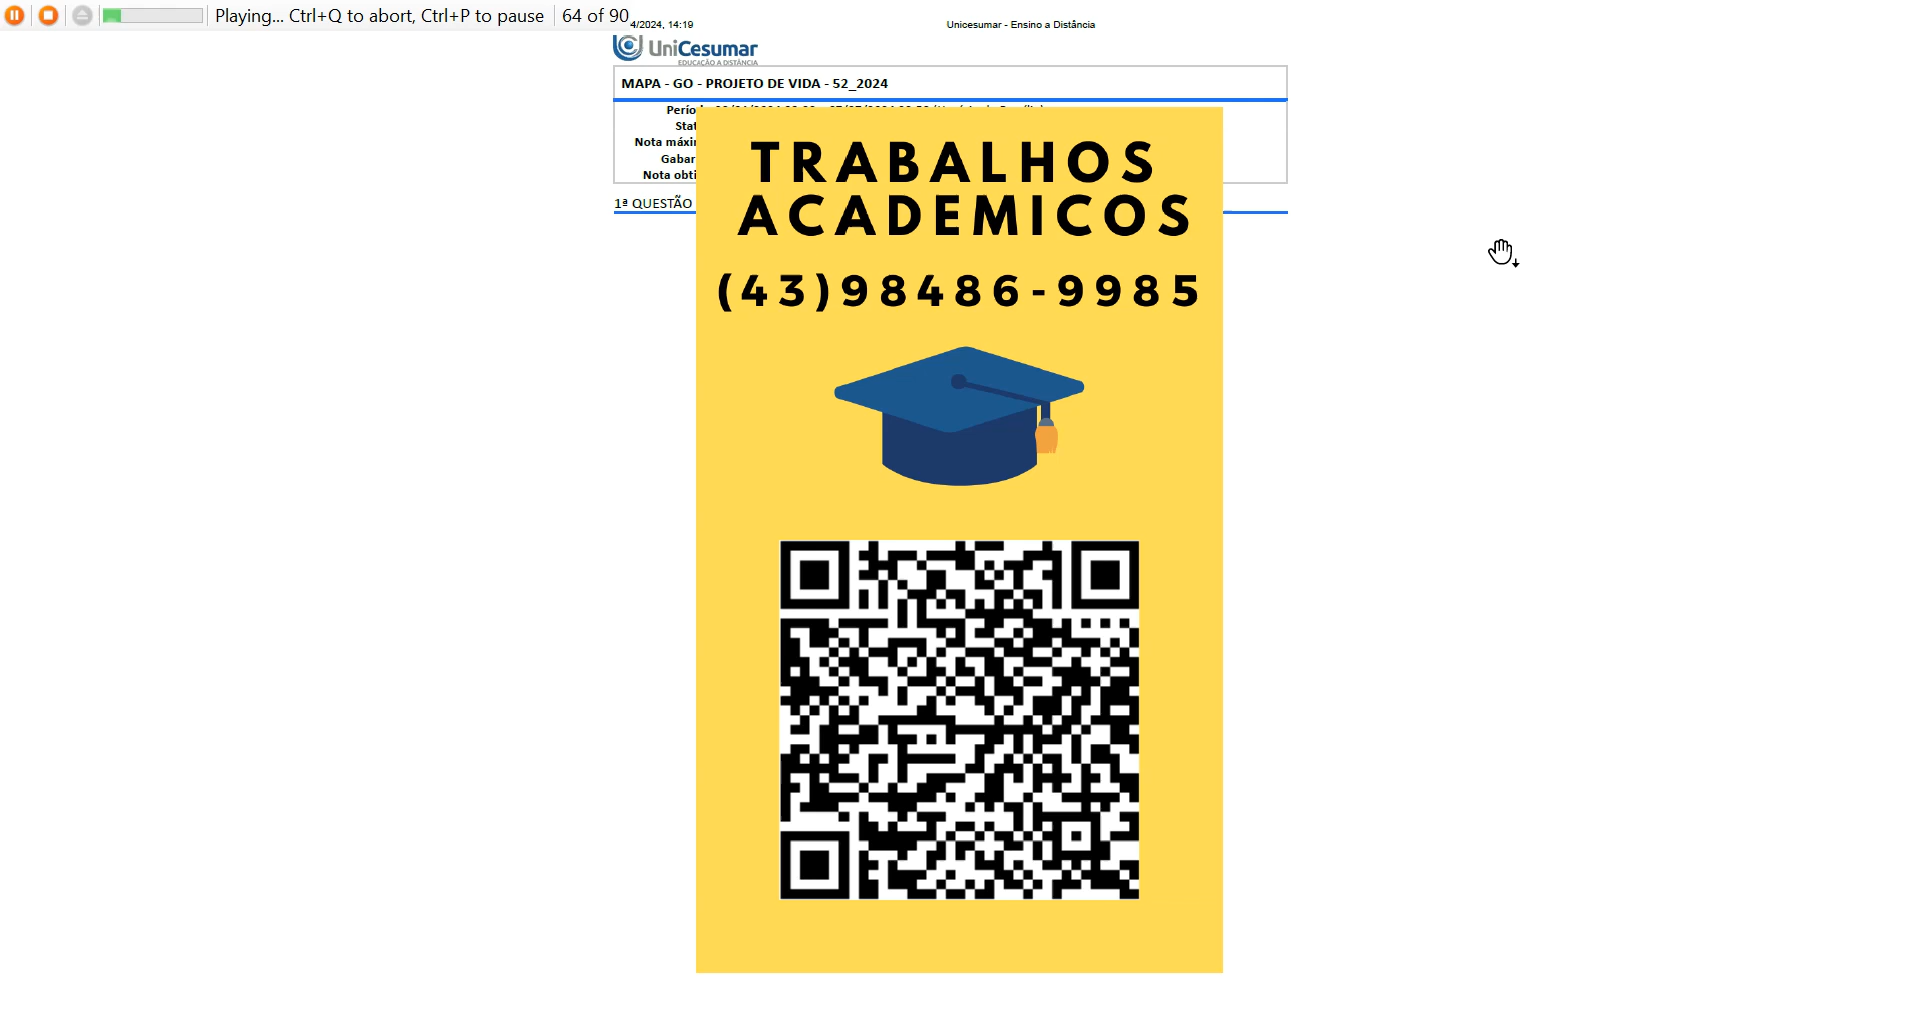 Playing... Ctrl+Q to abort, Ctrl+P to pause
64 of 90
4/2024, 14:19
Unicesumar - Ensino a Distância
UniCesumar
EDUCAÇÃO A DISTÂNCIA
MAPA - GO - PROJETO DE VIDA - 52_2024
Perío
Stat
Nota máxi
Gabar
Nota obti
1ª QUESTÃO
TRABALHOS
ACADEMICOS
(43)98486-9985